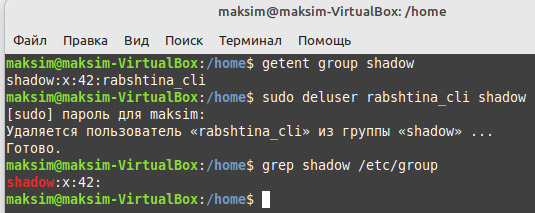 maksim@maksim-VirtualBox: /home
Файл Правка Вид Поиск Терминал Помощь
maksim@maksim-VirtualBox:/home$ getent group shadow
shadow:x:42:rabshtina_cli
maksim@maksim-VirtualBox:/home$ sudo deluser rabshtina_cli shadow
[sudo] пароль для maksim:
Удаляется пользователь «rabshtina_cli» из группы «shadow» ...
Готово.
maksim@maksim-VirtualBox:/home$ grep shadow /etc/group
shadow:x:42:
maksim@maksim-VirtualBox:/home$